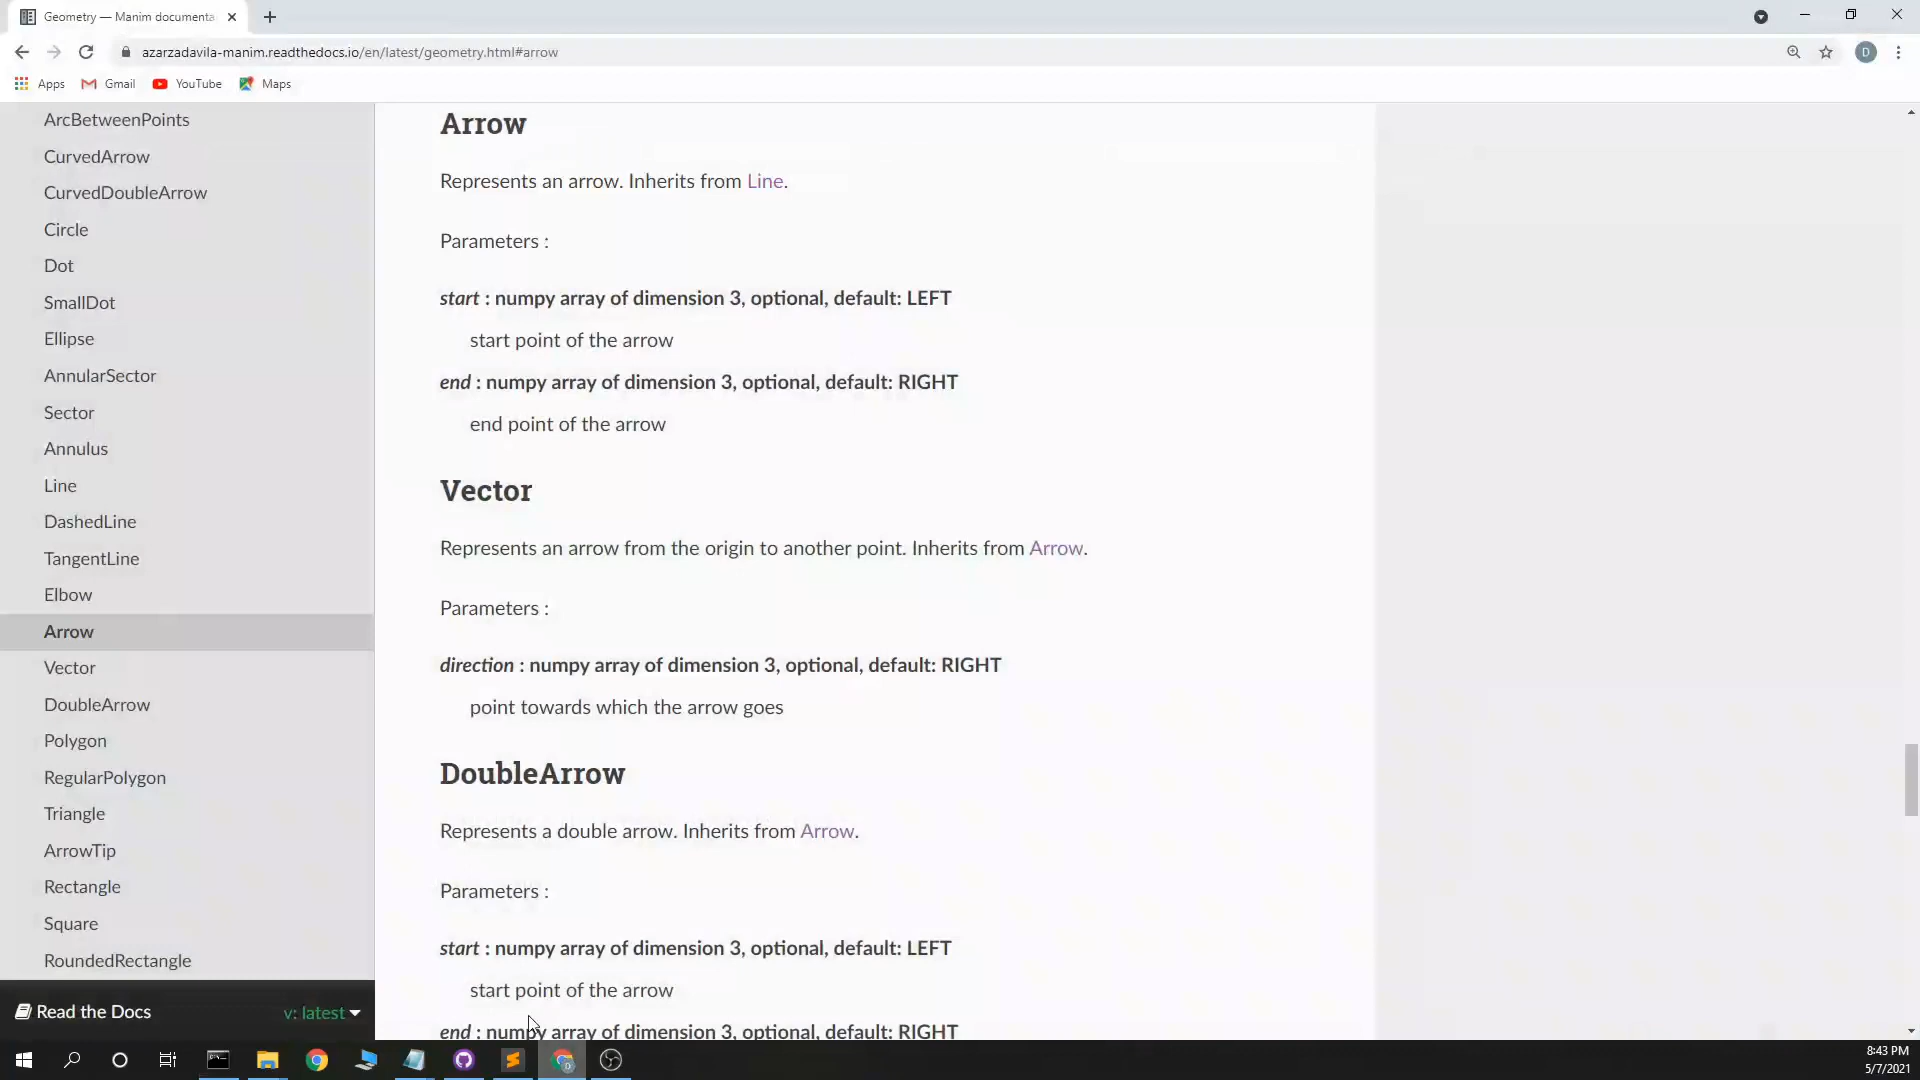 Geometry — Manim documenta
azarzadavila-manim.readthedocs.io/en/latest/geometry.html#arrow
D
Apps
Gmail
YouTube
Maps
ArcBetweenPoints
CurvedArrow
CurvedDoubleArrow
Circle
Dot
SmallDot
Ellipse
AnnularSector
Sector
Annulus
Line
DashedLine
TangentLine
Elbow
Arrow
Vector
DoubleArrow
Polygon
RegularPolygon
Triangle
ArrowTip
Rectangle
Square
RoundedRectangle
Read the Docs
v: latest
Arrow
Represents an arrow. Inherits from Line.
Parameters :
start : numpy array of dimension 3, optional, default: LEFT
start point of the arrow
end : numpy array of dimension 3, optional, default: RIGHT
end point of the arrow
Vector
Represents an arrow from the origin to another point. Inherits from Arrow.
Parameters :
direction : numpy array of dimension 3, optional, default: RIGHT
point towards which the arrow goes
DoubleArrow
Represents a double arrow. Inherits from Arrow.
Parameters :
start : numpy array of dimension 3, optional, default: LEFT
start point of the arrow
end : numpy array of dimension 3, optional, default: RIGHT
8:43 PM
5/7/2021